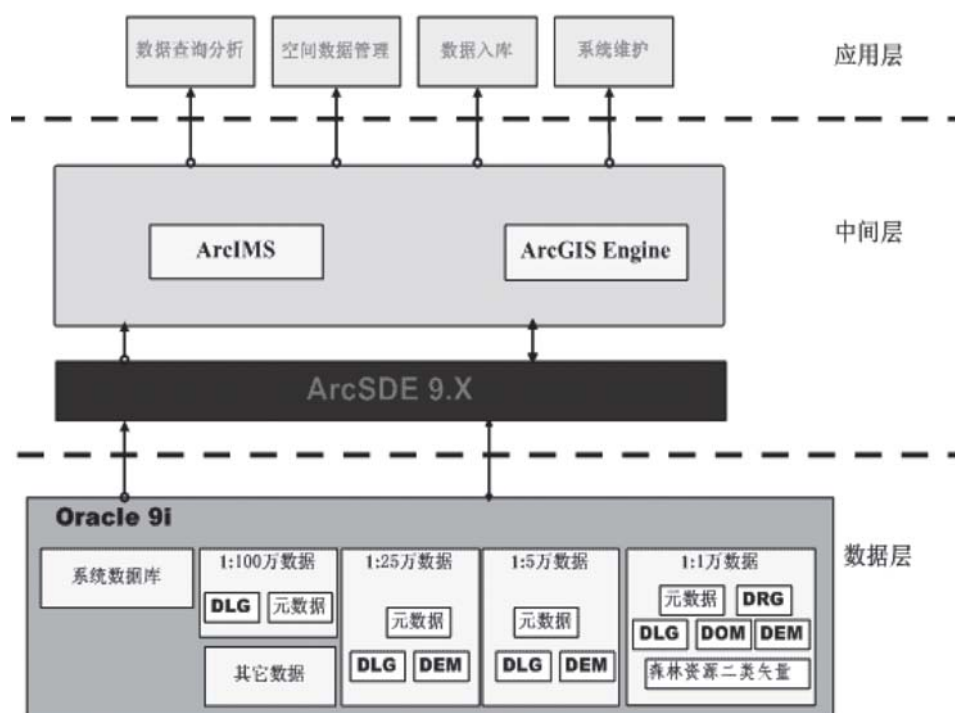 数据查询分析 空间数据管理 数据入库 系统维护 应用层
中间层
ArcIMS ArcGIS Engine
ArcSDE 9.X
Oracle 9i
数据层
系统数据库 1:100万数据 1:25万数据 1:5万数据 1:1万数据
DLG 元数据 元数据 元数据 元数据 DRG
DLG DOM DEM
其它数据 DLG DEM DLG DEM 森林资源二类矢量